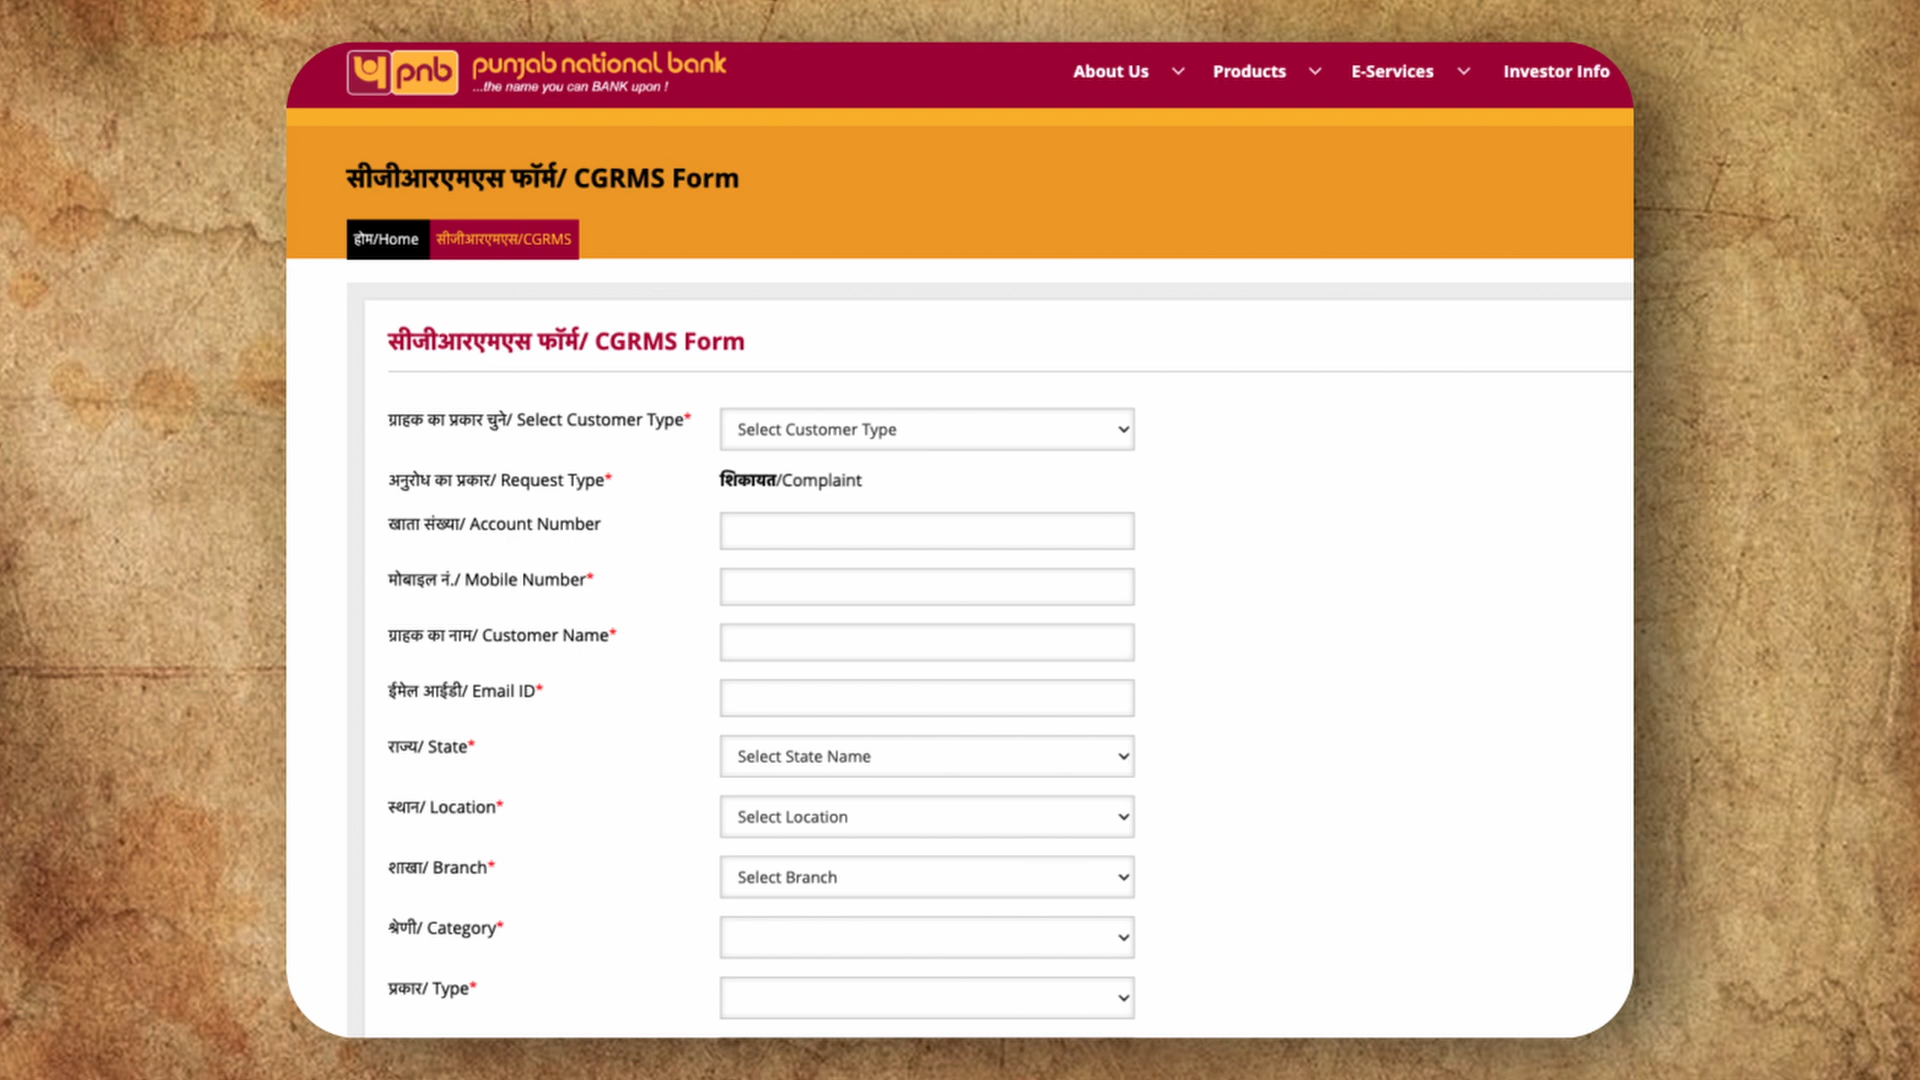 प pnb punjab national bank
...the name you can BANK upon !
About Us Products E-Services Investor Info
सीजीआरएमएस फॉर्म/ CGRMS Form
होम/Home सीजीआरएमएस/CGRMS
सीजीआरएमएस फॉर्म/ CGRMS Form
ग्राहक का प्रकार चुने/ Select Customer Type* Select Customer Type
अनुरोध का प्रकार/ Request Type* शिकायत/Complaint
खाता संख्या/ Account Number
मोबाइल नं./ Mobile Number*
ग्राहक का नाम/ Customer Name*
ईमेल आईडी/ Email ID*
राज्य/ State* Select State Name
स्थान/ Location* Select Location
शाखा/ Branch* Select Branch
श्रेणी/ Category*
प्रकार/ Type*